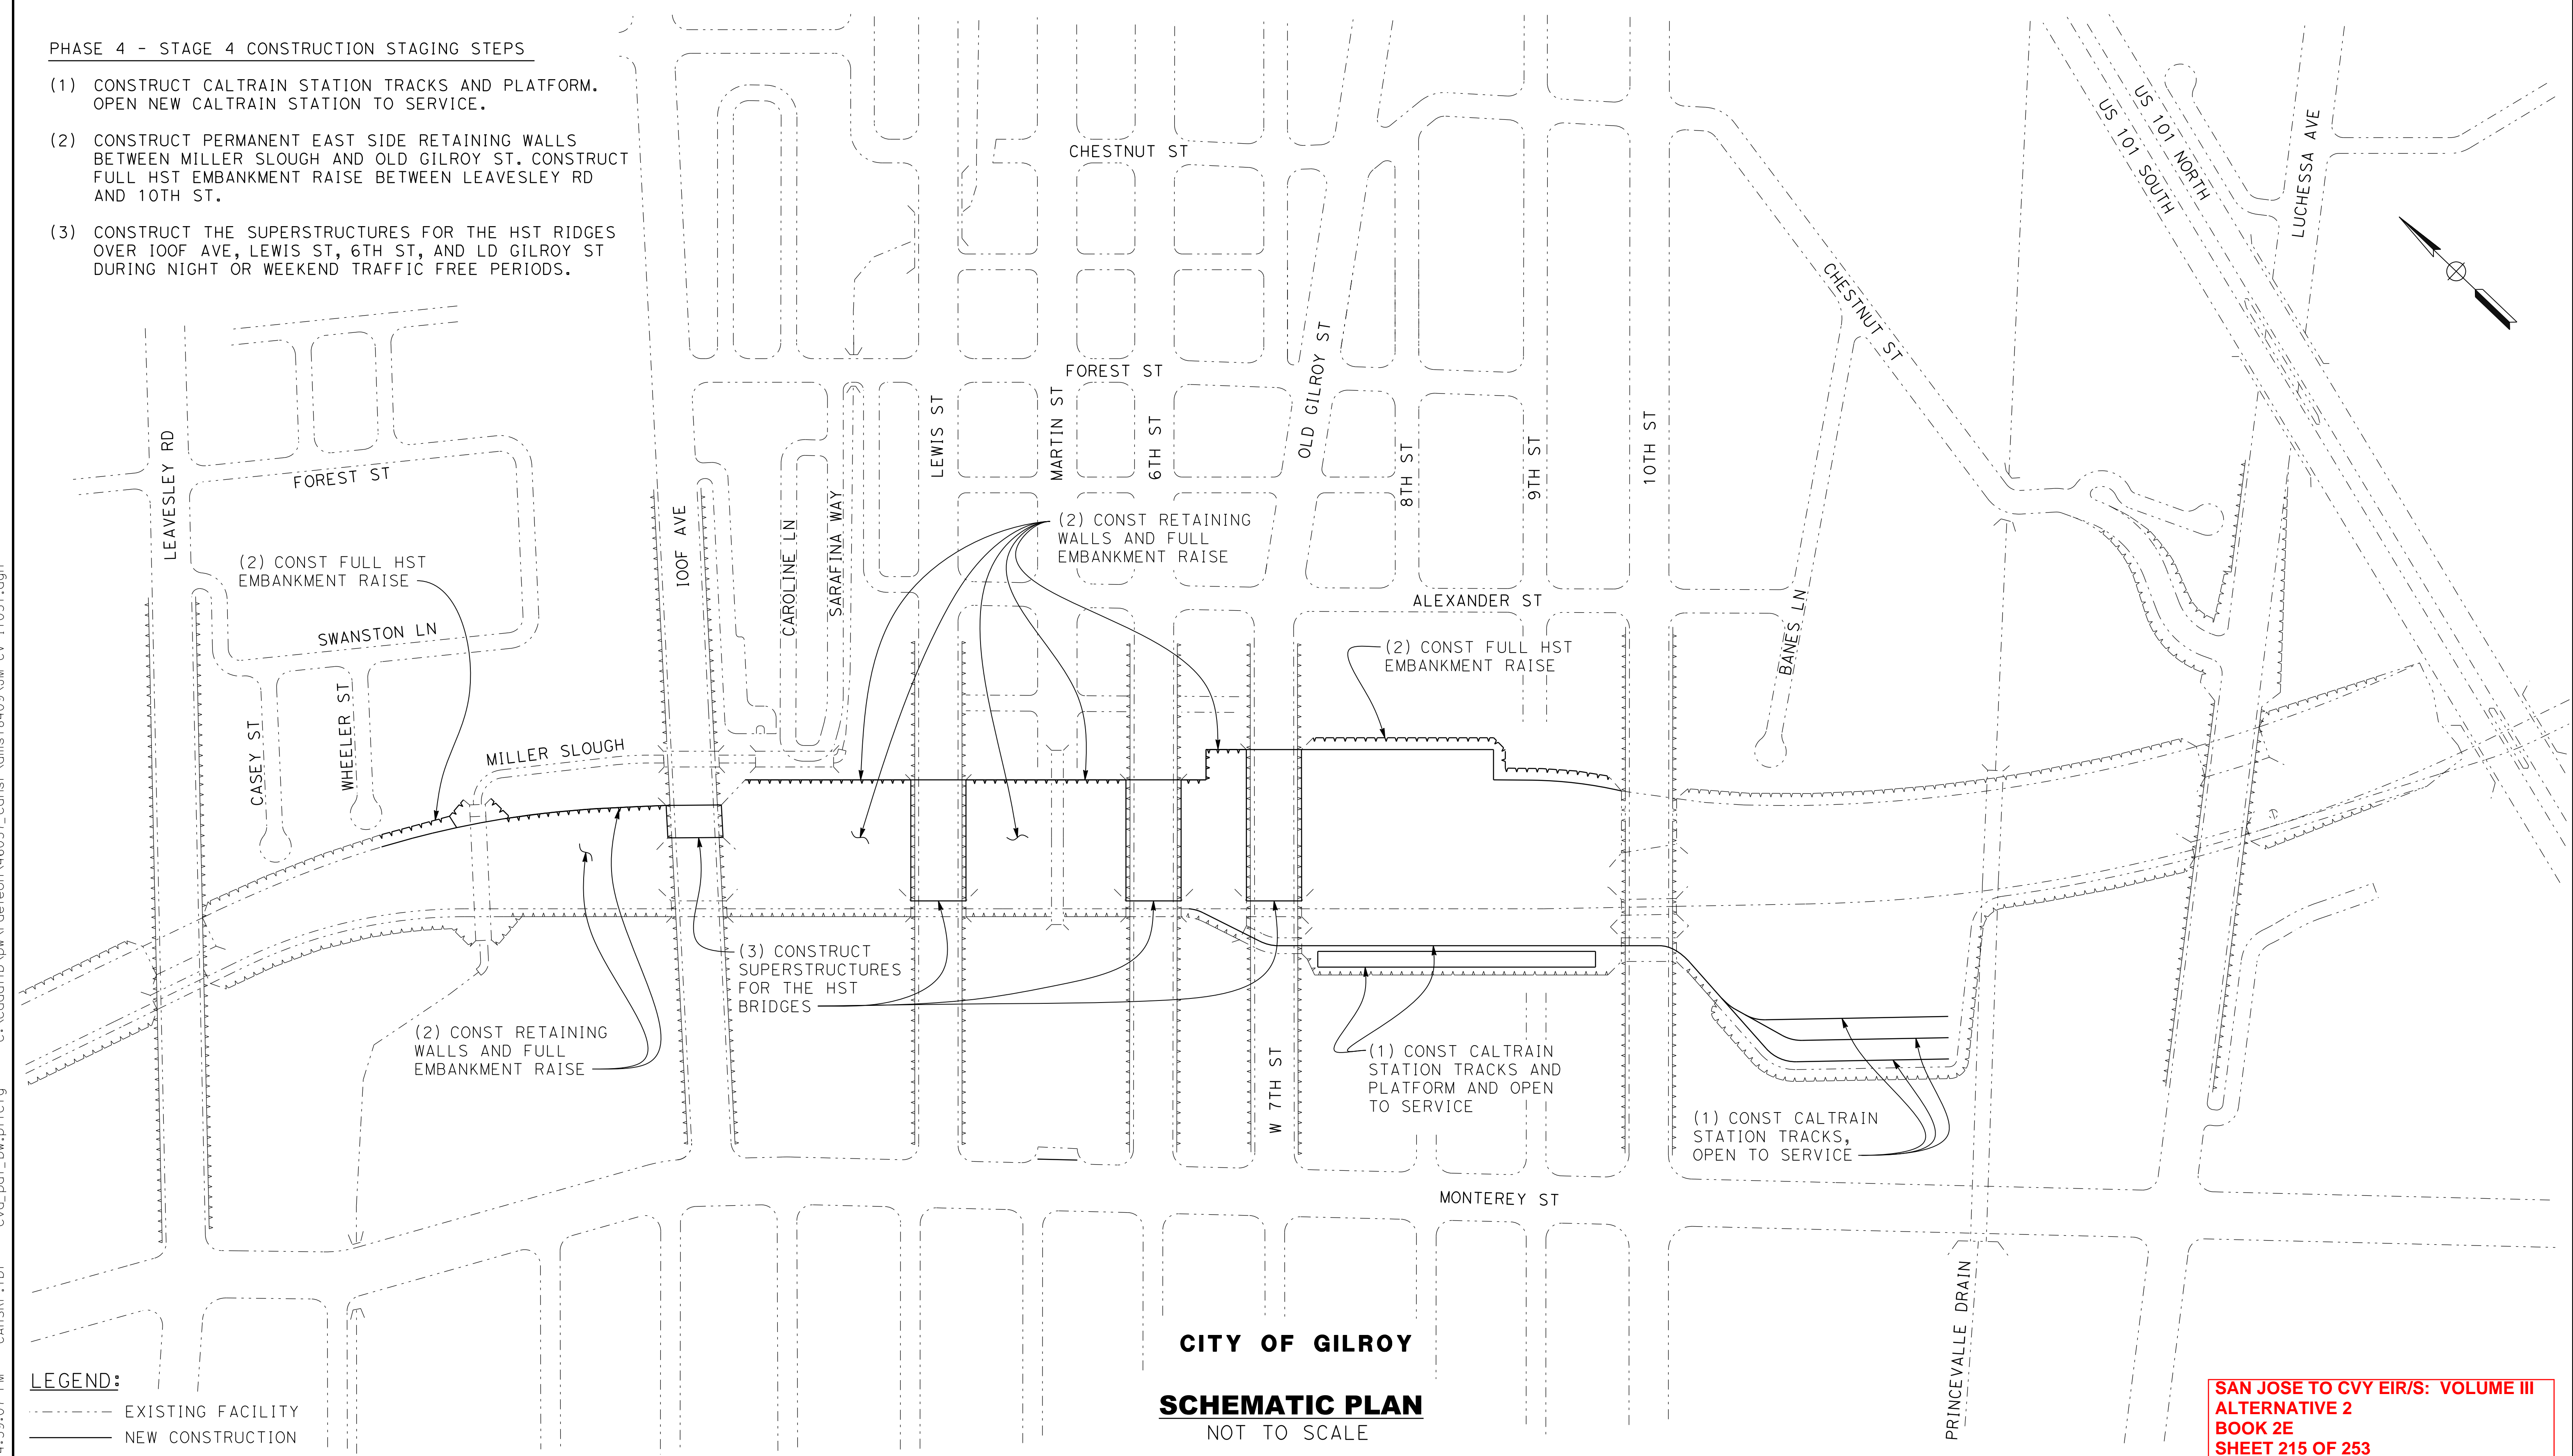 PHASE 4 - STAGE 4 CONSTRUCTION STAGING STEPS
(1) CONSTRUCT CALTRAIN STATION TRACKS AND PLATFORM.
OPEN NEW CALTRAIN STATION TO SERVICE.
(2) CONSTRUCT PERMANENT EAST SIDE RETAINING WALLS
BETWEEN MILLER SLOUGH AND OLD GILROY ST. CONSTRUCT
FULL HST EMBANKMENT RAISE BETWEEN LEAVESLEY RD
AND 10TH ST.
(3) CONSTRUCT THE SUPERSTRUCTURES FOR THE HST RIDGES
OVER IOOF AVE, LEWIS ST, 6TH ST, AND LD GILROY ST
DURING NIGHT OR WEEKEND TRAFFIC FREE PERIODS.
CHESTNUT ST
US 101 NORTH
US 101 SOUTH
LUCHESSA AVE
CHESTNUT ST
FOREST ST
OLD GILROY ST
LEAVESLEY RD
FOREST ST
LEWIS ST
MARTIN ST
6TH ST
8TH ST
9TH ST
10TH ST
IOOF AVE
CAROLINE LN
SARAFINA WAY
(2) CONST RETAINING
WALLS AND FULL
EMBANKMENT RAISE
(2) CONST FULL HST
EMBANKMENT RAISE
SWANSTON LN
ALEXANDER ST
BANES LN
(2) CONST FULL HST
EMBANKMENT RAISE
CASEY ST
WHEELER ST
MILLER SLOUGH
(3) CONSTRUCT
SUPERSTRUCTURES
FOR THE HST
BRIDGES
(2) CONST RETAINING
WALLS AND FULL
EMBANKMENT RAISE
W 7TH ST
(1) CONST CALTRAIN
STATION TRACKS AND
PLATFORM AND OPEN
TO SERVICE
(1) CONST CALTRAIN
STATION TRACKS,
OPEN TO SERVICE
MONTEREY ST
PRINCEVALLE DRAIN
CITY OF GILROY
SCHEMATIC PLAN
NOT TO SCALE
LEGEND:
EXISTING FACILITY
NEW CONSTRUCTION
SAN JOSE TO CVY EIR/S: VOLUME III
ALTERNATIVE 2
BOOK 2E
SHEET 215 OF 253